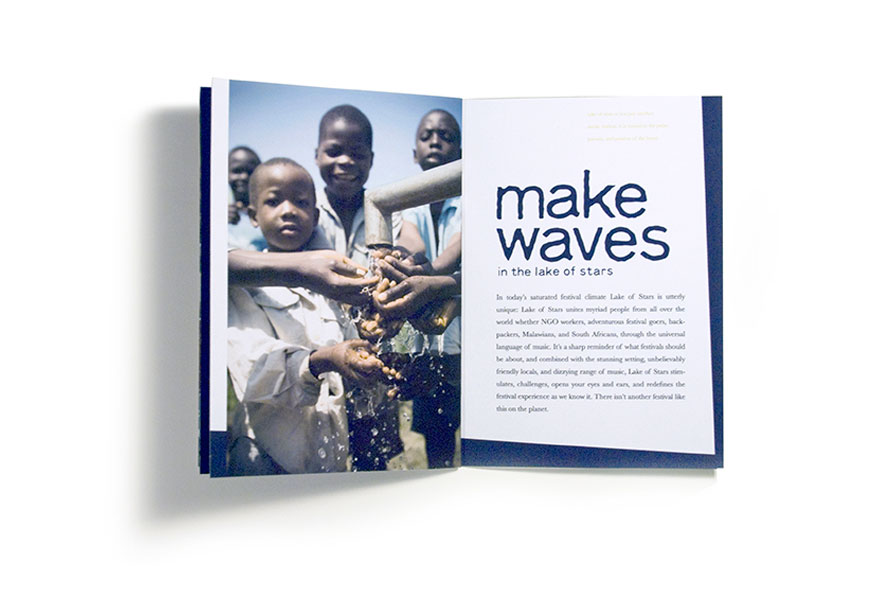 make
waves
in the lake of stars
In today's saturated festival climate Lake of Stars is utterly
unique: Lake of Stars unites myriad people from all over the
world whether NGO workers, adventurous festival goers, back-
packers, Malawians, and South Africans, through the universal
language of music. It's a sharp reminder of what festivals should
be about, and combined with the stunning setting, unbelievably
friendly locals, and dizzying range of music, Lake of Stars stim-
ulates, challenges, opens your eyes and ears, and redefines the
festival experience as we know it. There isn't another festival like
this on the planet.